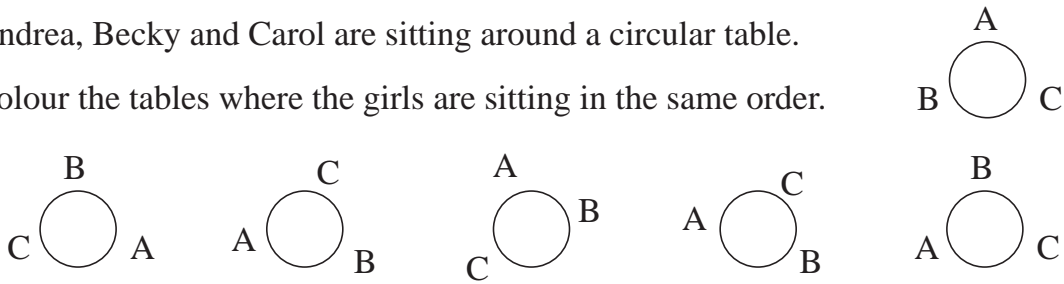 ndrea, Becky and Carol are sitting around a circular table.
olour the tables where the girls are sitting in the same order.
A
B C
B
C A
C
A B
A
B
C
C
A
B
B
A C